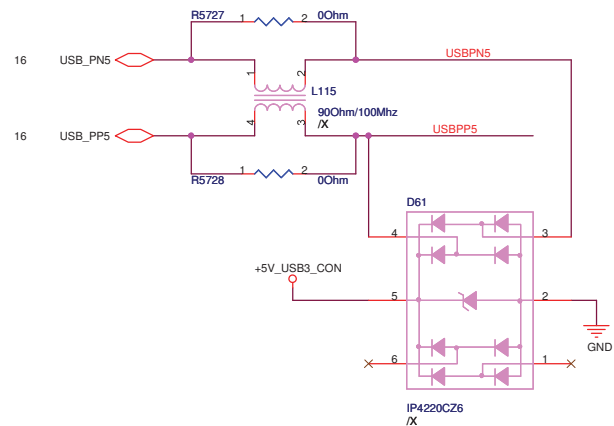 R5727 1 2 0Ohm
16 USB_PN5 USBPN5
1 2
L115
90Ohm/100Mhz
/X
4 3
16 USB_PP5 USBPP5
R5728 1 2 0Ohm
D61
4 3
+5V_USB3_CON
5 2
GND
6 1
IP4220CZ6
/X